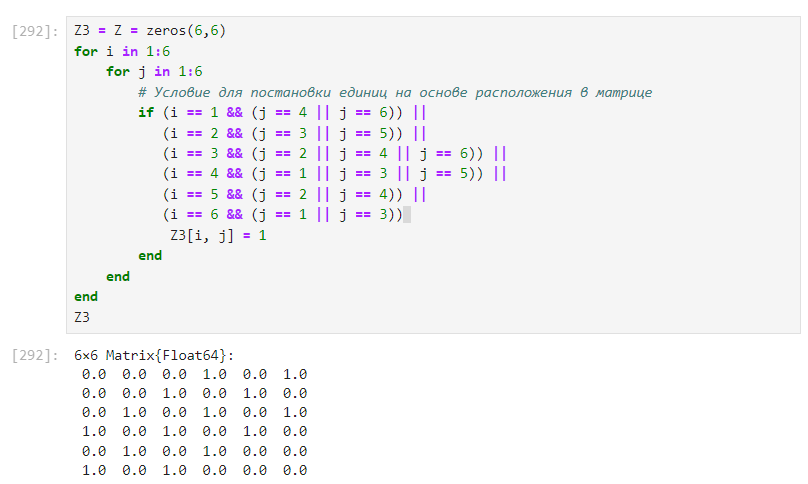 [292]: Z3 = Z = zeros(6,6)
for i in 1:6
    for j in 1:6
        # Условие для постановки единиц на основе расположения в матрице
        if (i == 1 && (j == 4 || j == 6)) ||
           (i == 2 && (j == 3 || j == 5)) ||
           (i == 3 && (j == 2 || j == 4 || j == 6)) ||
           (i == 4 && (j == 1 || j == 3 || j == 5)) ||
           (i == 5 && (j == 2 || j == 4)) ||
           (i == 6 && (j == 1 || j == 3))
            Z3[i, j] = 1
        end
    end
end
Z3
[292]: 6×6 Matrix{Float64}:
 0.0  0.0  0.0  1.0  0.0  1.0
 0.0  0.0  1.0  0.0  1.0  0.0
 0.0  1.0  0.0  1.0  0.0  1.0
 1.0  0.0  1.0  0.0  1.0  0.0
 0.0  1.0  0.0  1.0  0.0  0.0
 1.0  0.0  1.0  0.0  0.0  0.0